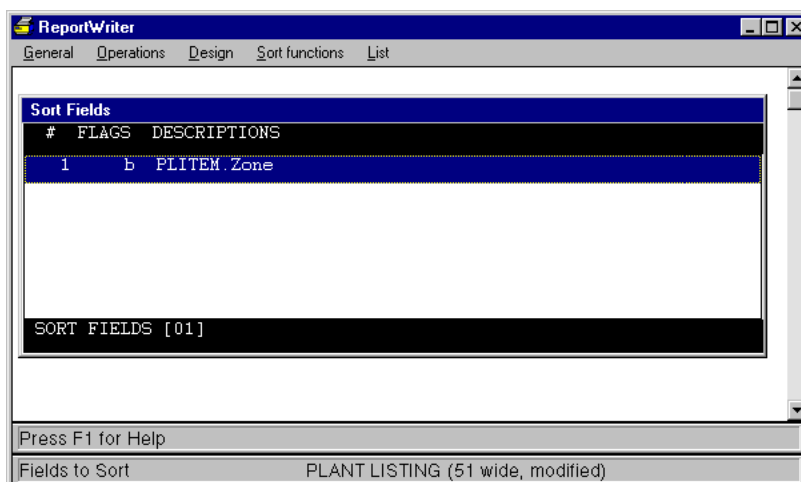 ReportWriter
General Operations Design Sort functions List
Sort Fields
# FLAGS DESCRIPTIONS
1 b PLITEM.Zone
SORT FIELDS [01]
Press F1 for Help
Fields to Sort PLANT LISTING (51 wide, modified)